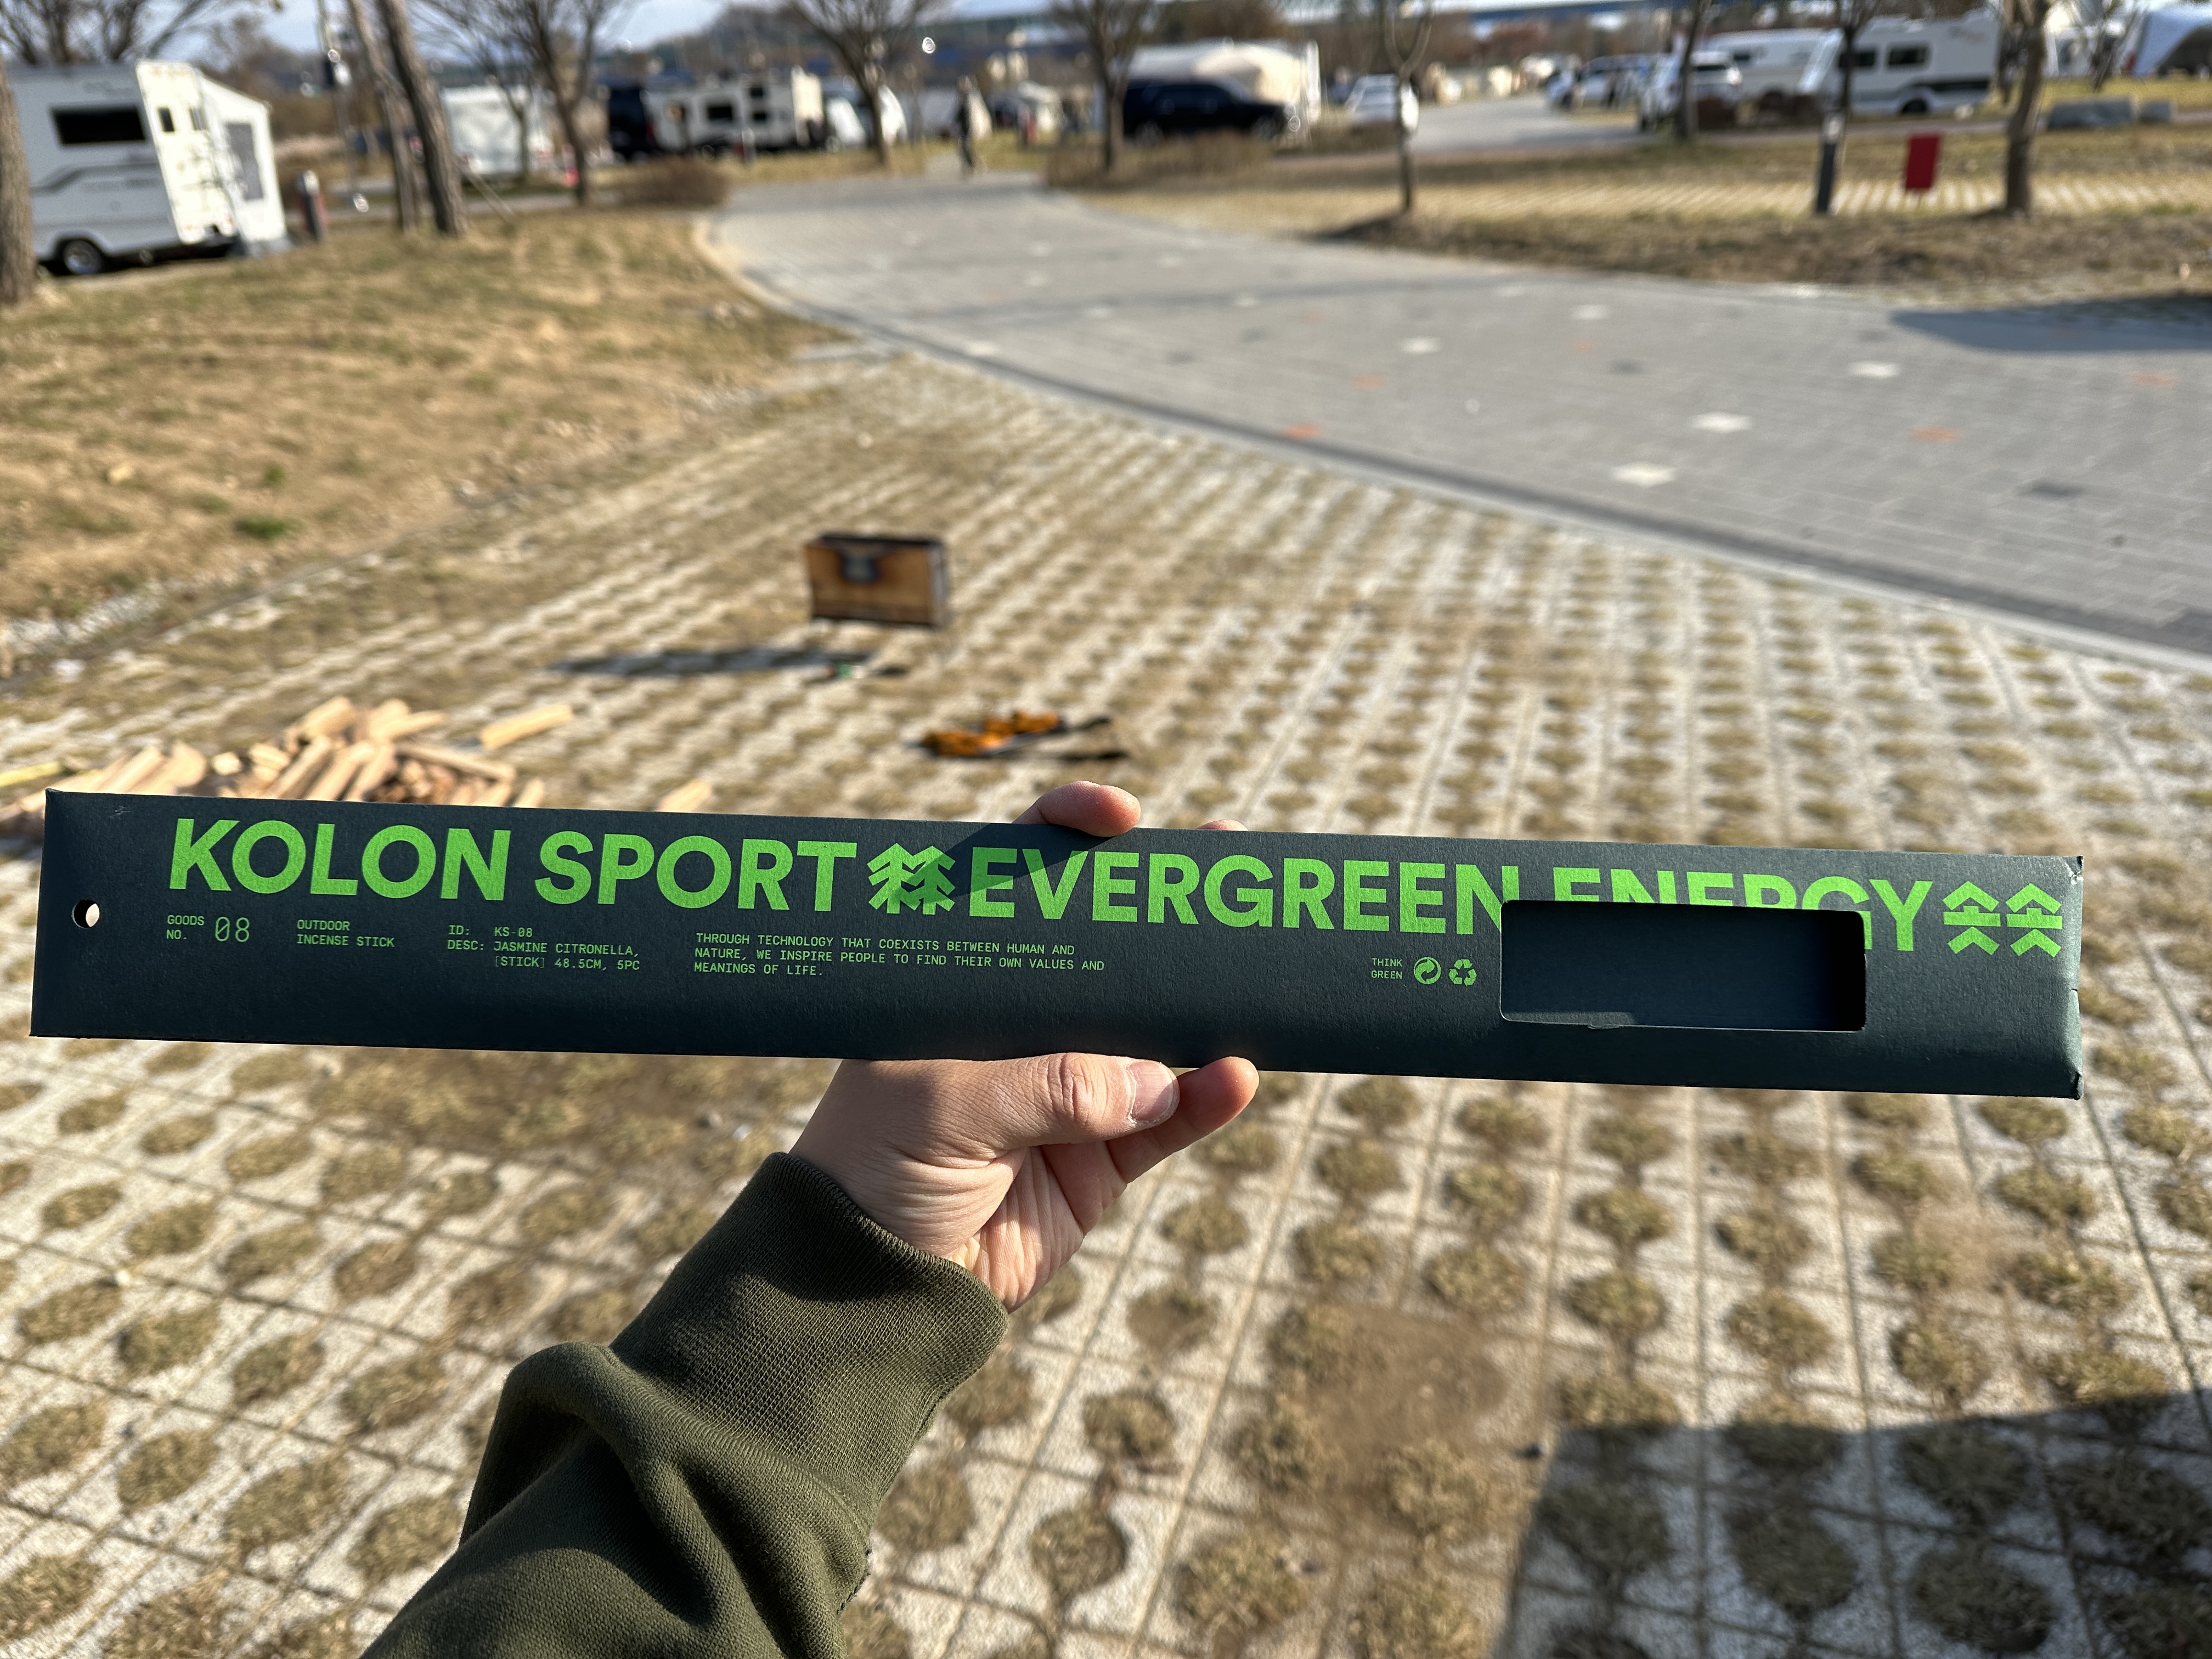 KOLON SPORT EVERGREEN ENERGY
GOODS
NO. 08
OUTDOOR
INCENSE STICK
ID: KS-08
DESC: JASMINE CITRONELLA,
[STICK] 48.5CM, 5PC
THROUGH TECHNOLOGY THAT COEXISTS BETWEEN HUMAN AND
NATURE, WE INSPIRE PEOPLE TO FIND THEIR OWN VALUES AND
MEANINGS OF LIFE.
THINK
GREEN